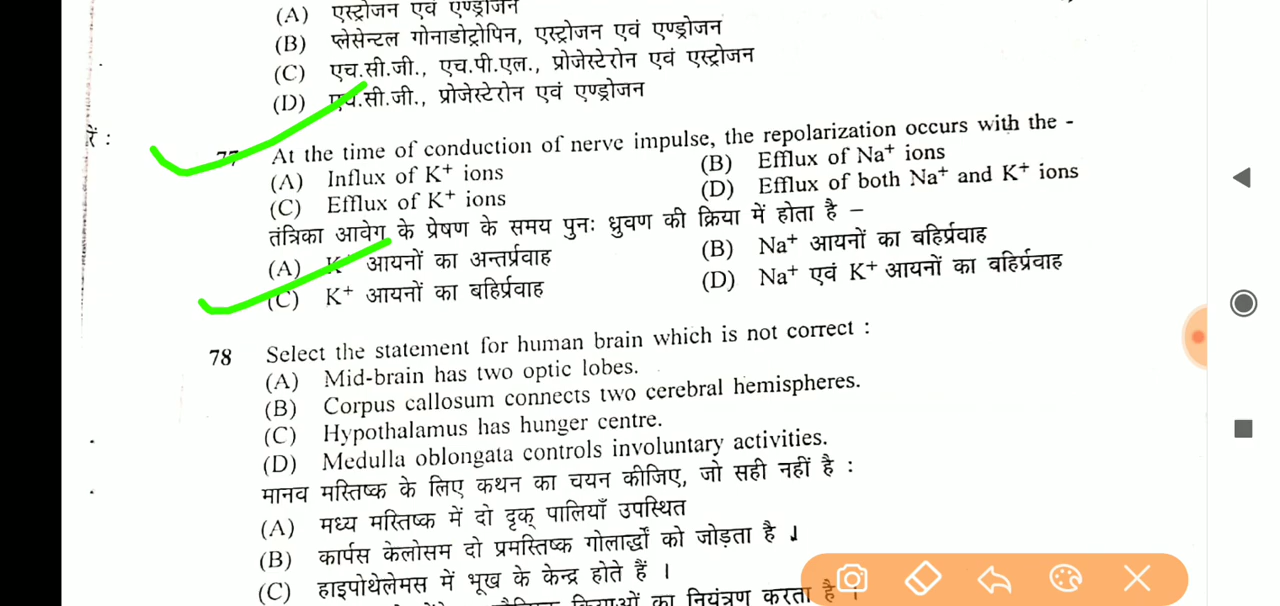 (A) एस्ट्रोजन एवं एण्ड्रोजन
(B) प्लेसेन्टल गोनाडोट्रोपिन, एस्ट्रोजन एवं एण्ड्रोजन
(C) एच.सी.जी., एच.पी.एल., प्रोजेस्टेरोन एवं एस्ट्रोजन
(D) एच.सी.जी., प्रोजेस्टेरोन एवं एण्ड्रोजन
रें :
77 At the time of conduction of nerve impulse, the repolarization occurs with the -
(A) Influx of K⁺ ions (B) Efflux of Na⁺ ions
(C) Efflux of K⁺ ions (D) Efflux of both Na⁺ and K⁺ ions
तंत्रिका आवेग के प्रेषण के समय पुनः ध्रुवण की क्रिया में होता है –
(A) K⁺ आयनों का अन्तर्प्रवाह (B) Na⁺ आयनों का बहिर्प्रवाह
(C) K⁺ आयनों का बहिर्प्रवाह (D) Na⁺ एवं K⁺ आयनों का बहिर्प्रवाह
78 Select the statement for human brain which is not correct :
(A) Mid-brain has two optic lobes.
(B) Corpus callosum connects two cerebral hemispheres.
(C) Hypothalamus has hunger centre.
(D) Medulla oblongata controls involuntary activities.
मानव मस्तिष्क के लिए कथन का चयन कीजिए, जो सही नहीं है :
(A) मध्य मस्तिष्क में दो दृक् पालियाँ उपस्थित
(B) कार्पस केलोसम दो प्रमस्तिष्क गोलार्द्धों को जोड़ता है ।
(C) हाइपोथेलेमस में भूख के केन्द्र होते हैं ।
का नियंत्रण करता है ।